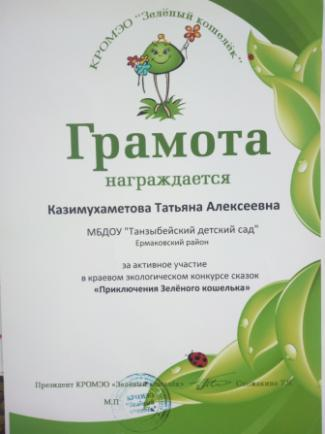 КРОМЭО "Зелёный кошелёк"
Грамота
награждается
Казимухаметова Татьяна Алексеевна
МБДОУ "Танзыбейский детский сад"
Ермаковский район
за активное участие
в краевом экологическом конкурсе сказок
«Приключения Зелёного кошелька»
Президент КРОМЭО «Зелёный кошелёк»
М.П